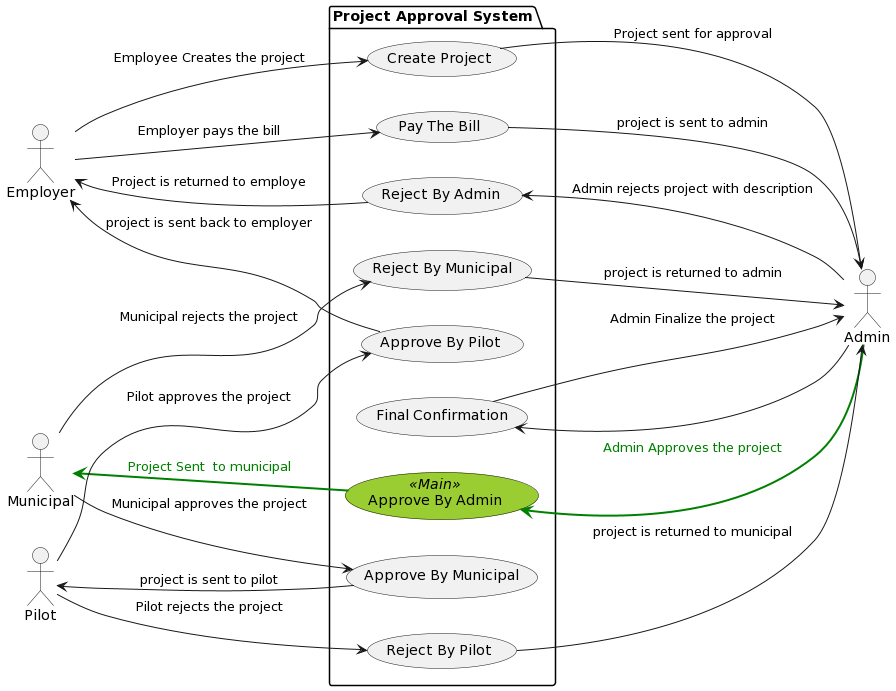 Project Approval System
Project sent for approval
Employee Creates the project
Create Project
project is sent to admin
Employer pays the bill
Pay The Bill
Project is returned to employe
Admin rejects project with description
Employer
Reject By Admin
project is sent back to employer
Reject By Municipal
project is returned to admin
Municipal rejects the project
Admin Finalize the project
Admin
Approve By Pilot
Pilot approves the project
Final Confirmation
Admin Approves the project
Project Sent  to municipal
«Main»
Approve By Admin
Municipal
Municipal approves the project
project is returned to municipal
project is sent to pilot
Approve By Municipal
Pilot rejects the project
Pilot
Reject By Pilot